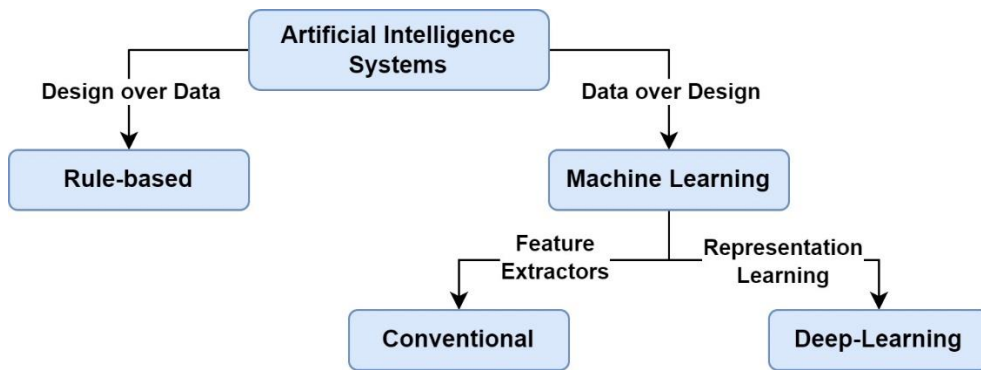 Artificial Intelligence
Systems
Design over Data
Data over Design
Rule-based
Machine Learning
Feature
Extractors
Representation
Learning
Conventional
Deep-Learning